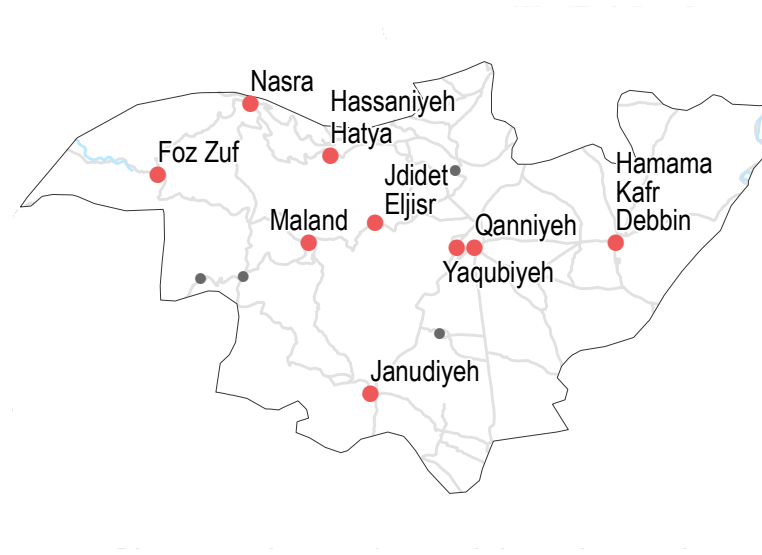 Nasra
Hassaniyeh
Hatya
Foz Zuf
Jdidet
Eljisr
Hamama
Kafr
Debbin
Maland
Qanniyeh
Yaqubiyeh
Janudiyeh